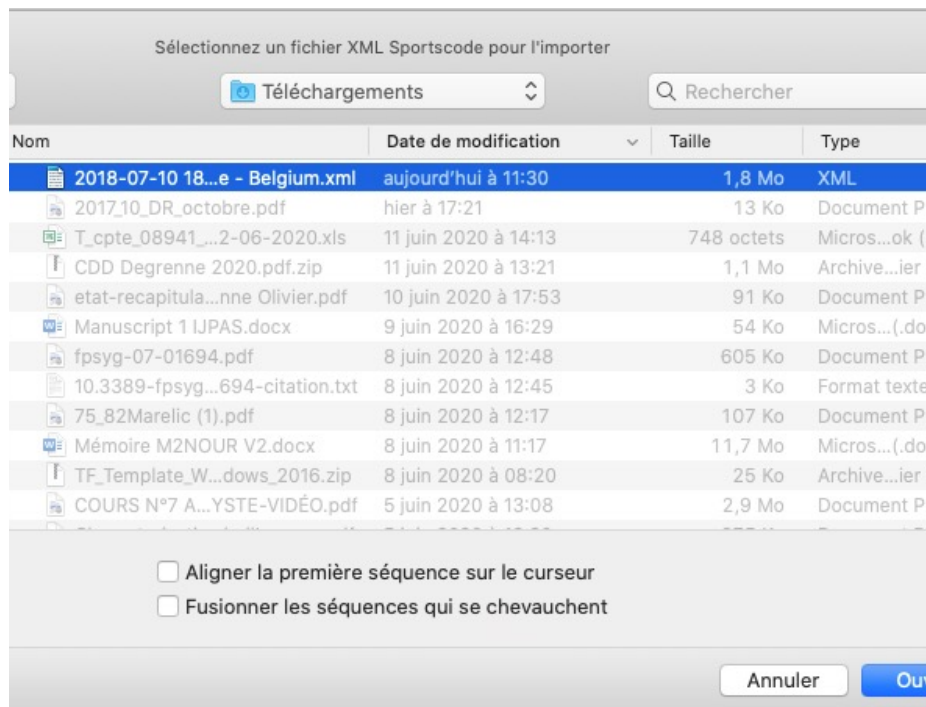 Sélectionnez un fichier XML Sportscode pour l'importer
Téléchargements Rechercher
Nom Date de modification Taille Type
2018-07-10 18...e - Belgium.xml aujourd'hui à 11:30 1,8 Mo XML
2017_10_DR_octobre.pdf hier à 17:21 13 Ko Document P
T_cpte_08941_...2-06-2020.xls 11 juin 2020 à 14:13 748 octets Micros...ok (
CDD Degrenne 2020.pdf.zip 11 juin 2020 à 13:21 1,1 Mo Archive...ier
etat-recapitula...nne Olivier.pdf 10 juin 2020 à 17:53 91 Ko Document P
Manuscript 1 IJPAS.docx 9 juin 2020 à 16:29 54 Ko Micros...(.do
fpsyg-07-01694.pdf 8 juin 2020 à 12:48 605 Ko Document P
10.3389-fpsyg...694-citation.txt 8 juin 2020 à 12:45 3 Ko Format texte
75_82Marelic (1).pdf 8 juin 2020 à 12:17 107 Ko Document P
Mémoire M2NOUR V2.docx 8 juin 2020 à 11:17 11,7 Mo Micros...(.do
TF_Template_W...dows_2016.zip 8 juin 2020 à 08:20 25 Ko Archive...ier
COURS N°7 A...YSTE-VIDÉO.pdf 5 juin 2020 à 13:08 2,9 Mo Document P
Aligner la première séquence sur le curseur
Fusionner les séquences qui se chevauchent
Annuler Ouv